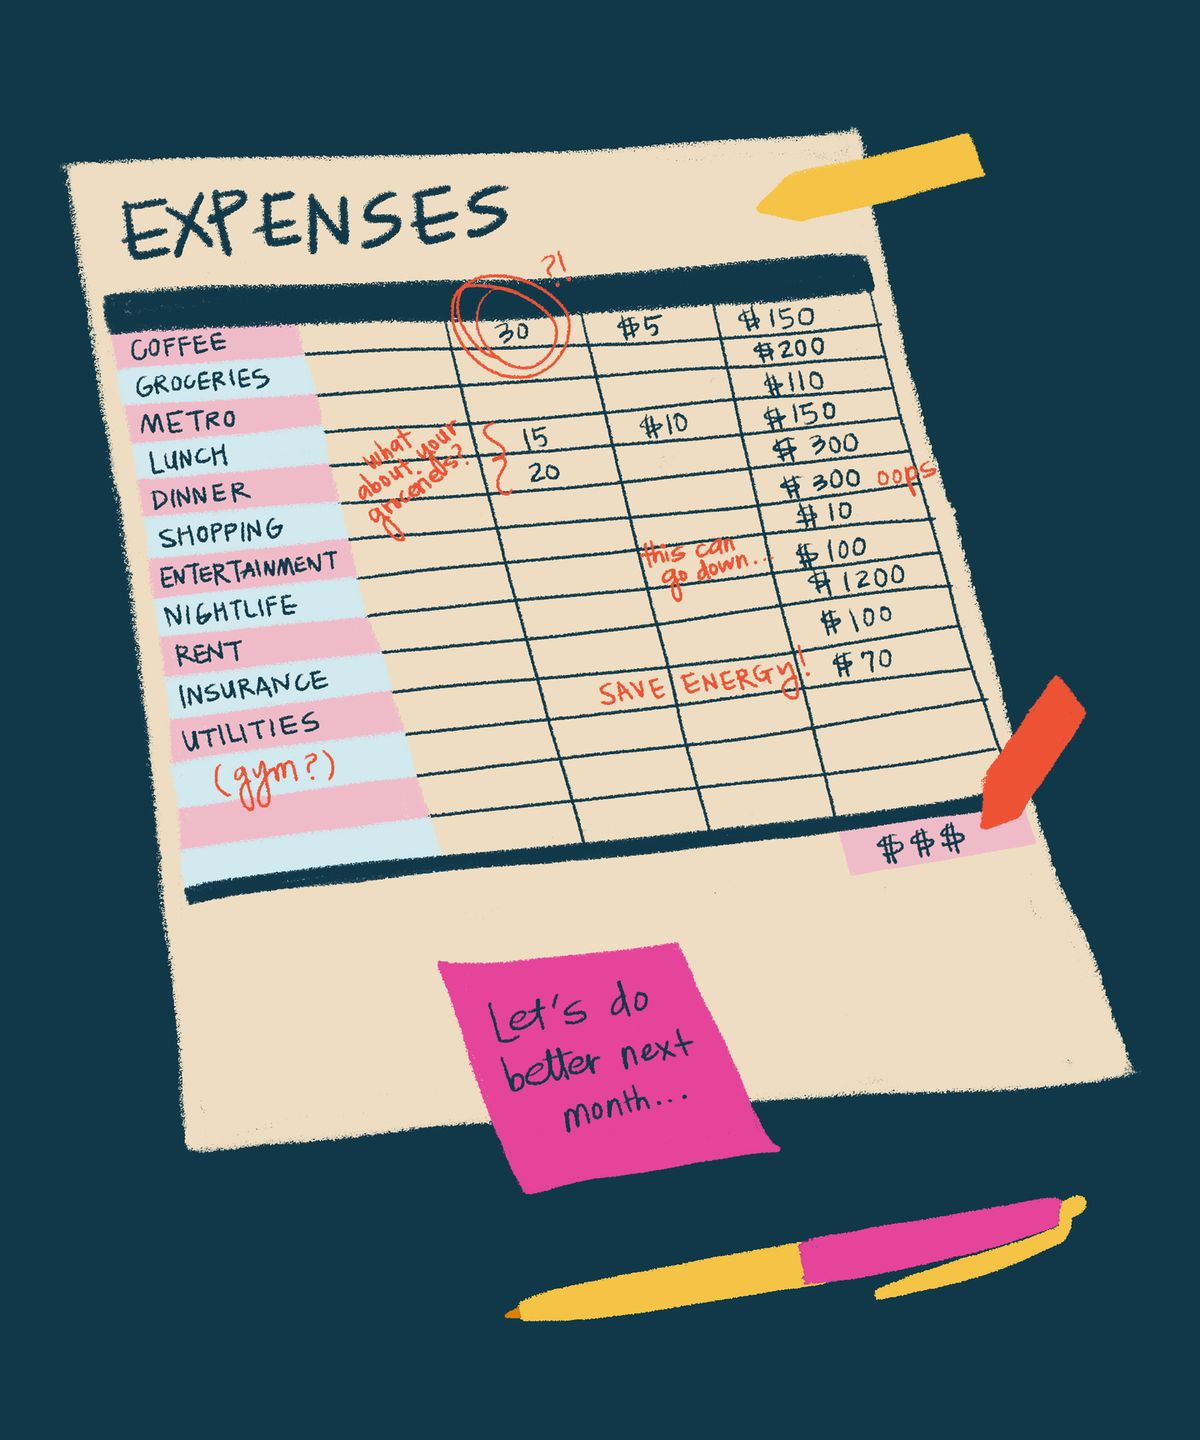 EXPENSES
?!
COFFEE 30 $5 $150
GROCERIES $200
METRO $110
LUNCH 15 $10 $150
DINNER 20 $300
SHOPPING $300 oops
ENTERTAINMENT $10
NIGHTLIFE $100
RENT $1200
INSURANCE $100
UTILITIES $70
(gym?)
what
about your
groceries?
this can
go down...
SAVE ENERGY!
$$$
Let's do
better next
month...